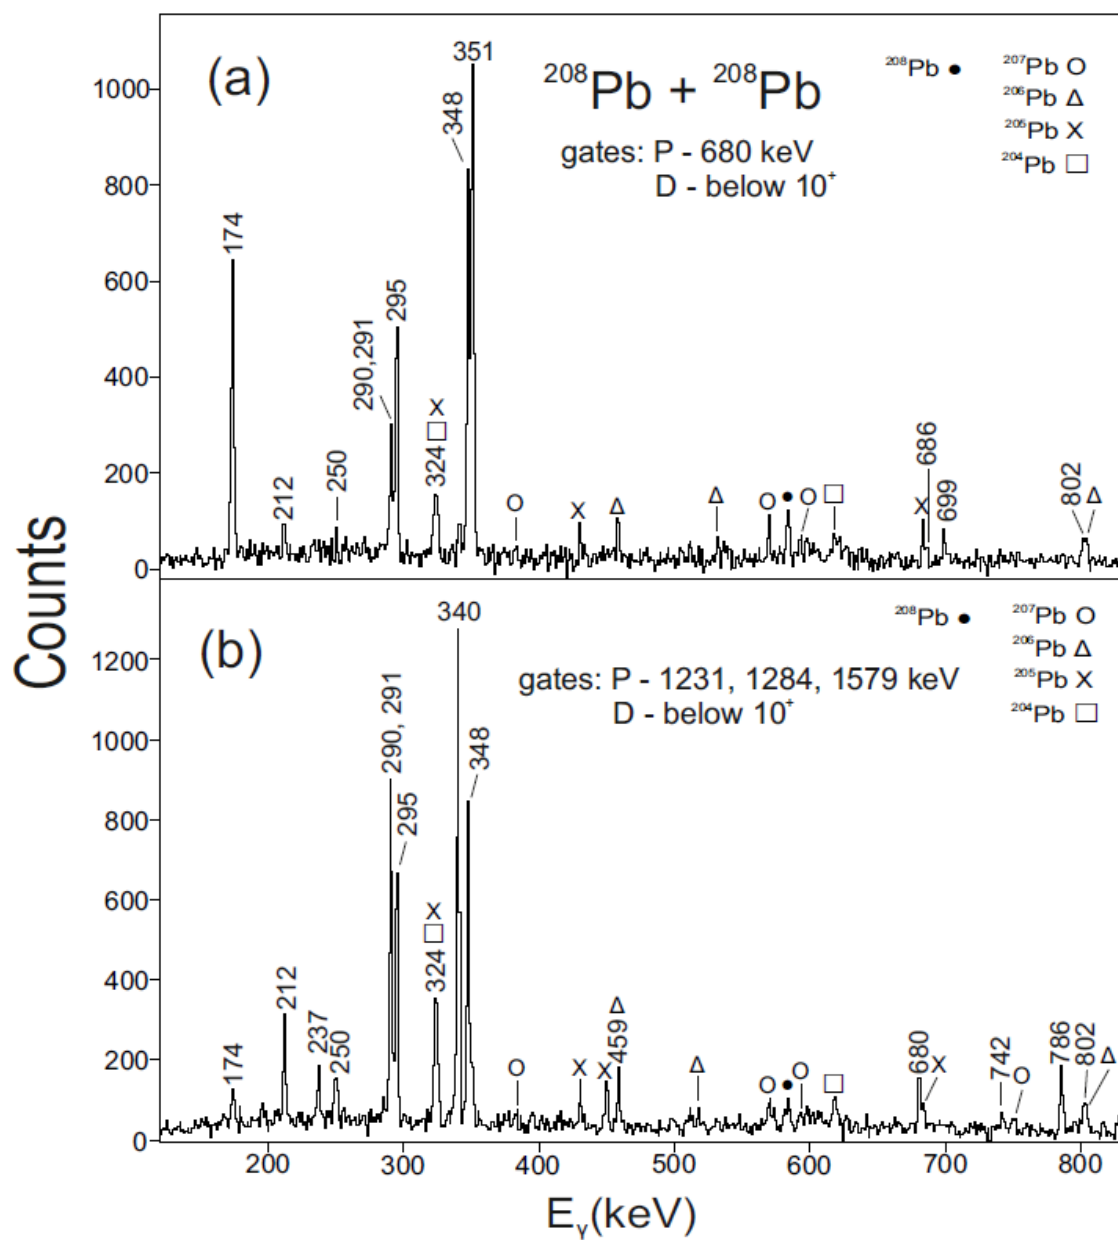 Counts
(a)
²⁰⁸Pb + ²⁰⁸Pb
gates: P - 680 keV
D - below 10⁺
²⁰⁸Pb ● ²⁰⁷Pb O
²⁰⁶Pb Δ
²⁰⁵Pb X
²⁰⁴Pb □
1000
800
600
400
200
0
174
212
250
290,291
295
324 □ X
348
351
O
X
Δ
Δ
O
●
O
□
X
686
699
802
Δ
(b)
gates: P - 1231, 1284, 1579 keV
D - below 10⁺
²⁰⁸Pb ● ²⁰⁷Pb O
²⁰⁶Pb Δ
²⁰⁵Pb X
²⁰⁴Pb □
1200
1000
800
600
400
200
0
174
212
237
250
290, 291
295
324 □ X
340
348
O
X
X
459 Δ
Δ
O
●
O
□
680
X
742
O
786
802
Δ
200 300 400 500 600 700 800
Eγ(keV)